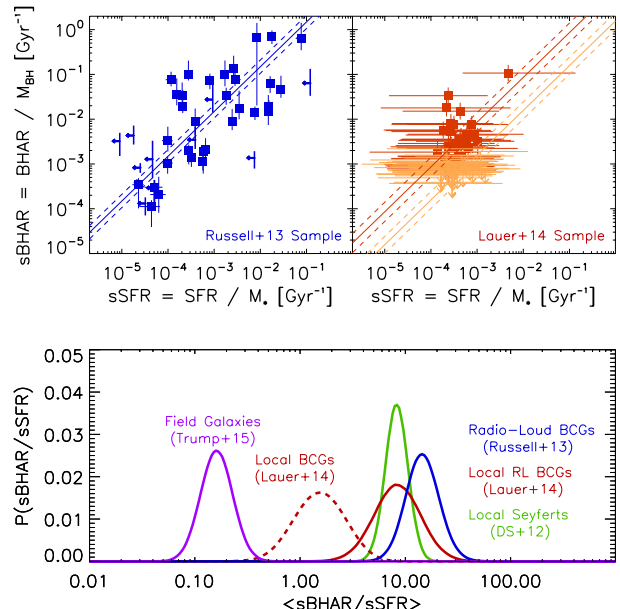 10⁰
10⁻¹
10⁻²
10⁻³
10⁻⁴
10⁻⁵
sBHAR = BHAR / M_BH [Gyr⁻¹]
Russell+13 Sample
Lauer+14 Sample
10⁻⁵ 10⁻⁴ 10⁻³ 10⁻² 10⁻¹
10⁻⁵ 10⁻⁴ 10⁻³ 10⁻² 10⁻¹
sSFR = SFR / M⋆ [Gyr⁻¹]
sSFR = SFR / M⋆ [Gyr⁻¹]
0.05
0.04
0.03
0.02
0.01
0.00
P(sBHAR/sSFR)
Field Galaxies
(Trump+15)
Local BCGs
(Lauer+14)
Radio-Loud BCGs
(Russell+13)
Local RL BCGs
(Lauer+14)
Local Seyferts
(DS+12)
0.01 0.10 1.00 10.00 100.00
<sBHAR/sSFR>